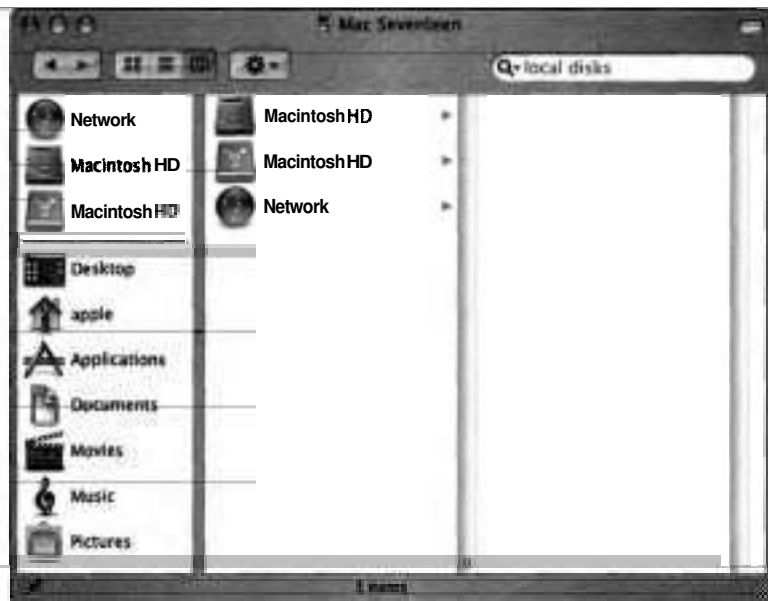 Mac Seventeen
local disks
Network
Macintosh HD
Macintosh HD
Desktop
apple
Applications
Documents
Movies
Music
Pictures
Macintosh HD
Macintosh HD
Network
items